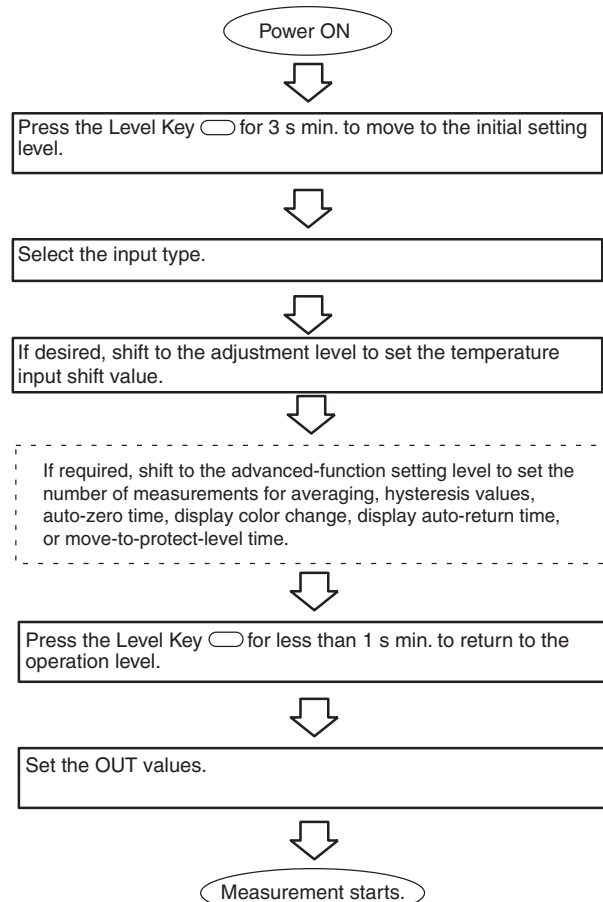 Power ON
Press the Level Key for 3 s min. to move to the initial setting
level.
Select the input type.
If desired, shift to the adjustment level to set the temperature
input shift value.
If required, shift to the advanced-function setting level to set the
number of measurements for averaging, hysteresis values,
auto-zero time, display color change, display auto-return time,
or move-to-protect-level time.
Press the Level Key for less than 1 s min. to return to the
operation level.
Set the OUT values.
Measurement starts.